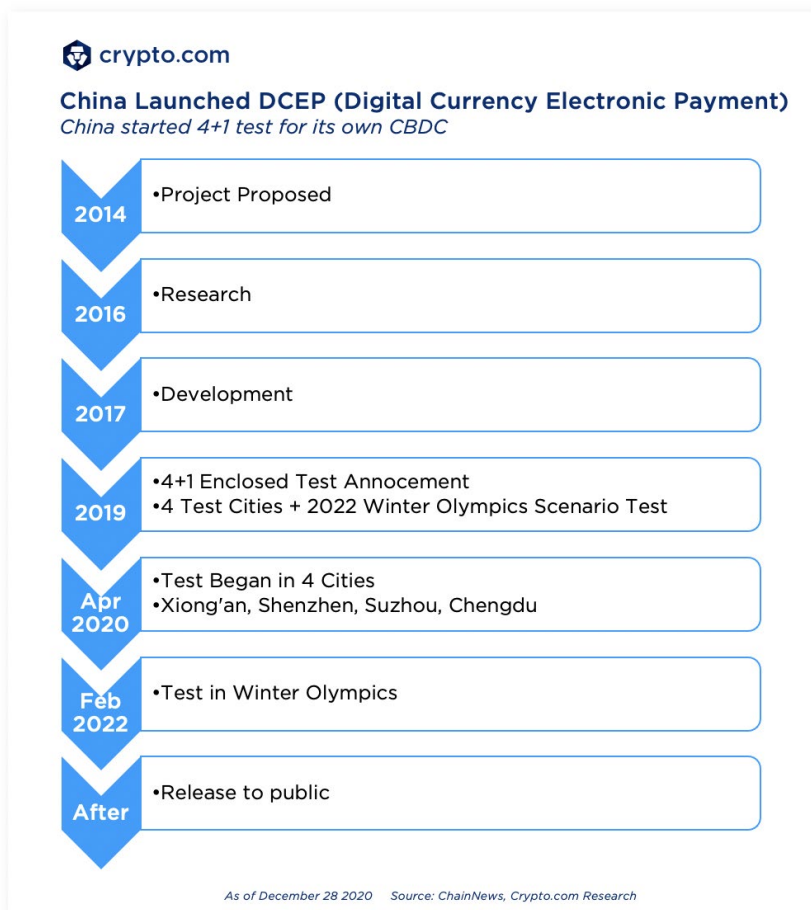 crypto.com
China Launched DCEP (Digital Currency Electronic Payment)
China started 4+1 test for its own CBDC
2014
•Project Proposed
2016
•Research
2017
•Development
2019
•4+1 Enclosed Test Annocement
•4 Test Cities + 2022 Winter Olympics Scenario Test
Apr
2020
•Test Began in 4 Cities
•Xiong'an, Shenzhen, Suzhou, Chengdu
Feb
2022
•Test in Winter Olympics
After
•Release to public
As of December 28 2020 Source: ChainNews, Crypto.com Research